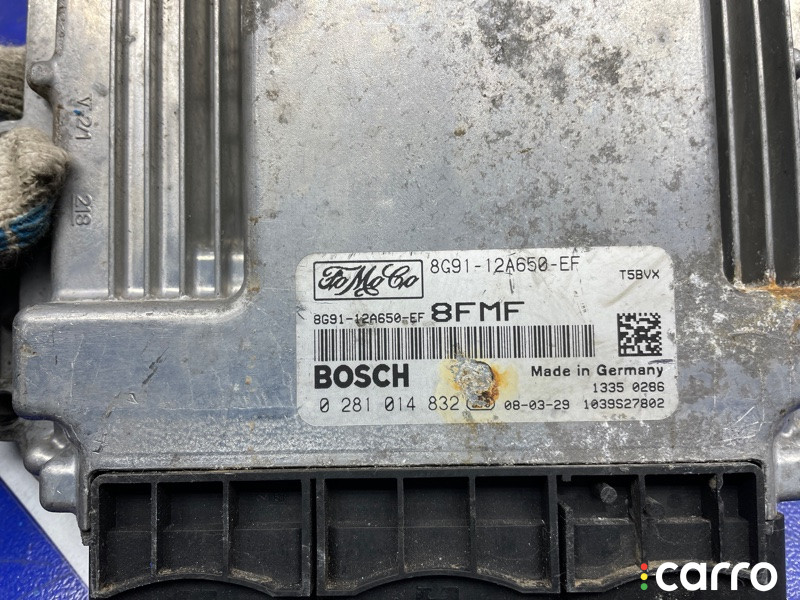 V.2/1
218
FoMoCo
8G91-12A650-EF
T5BVX
8G91-12A650-EF 8FMF
BOSCH
Made in Germany
1335 0286
0 281 014 832
08-03-29 1039S27802
carro